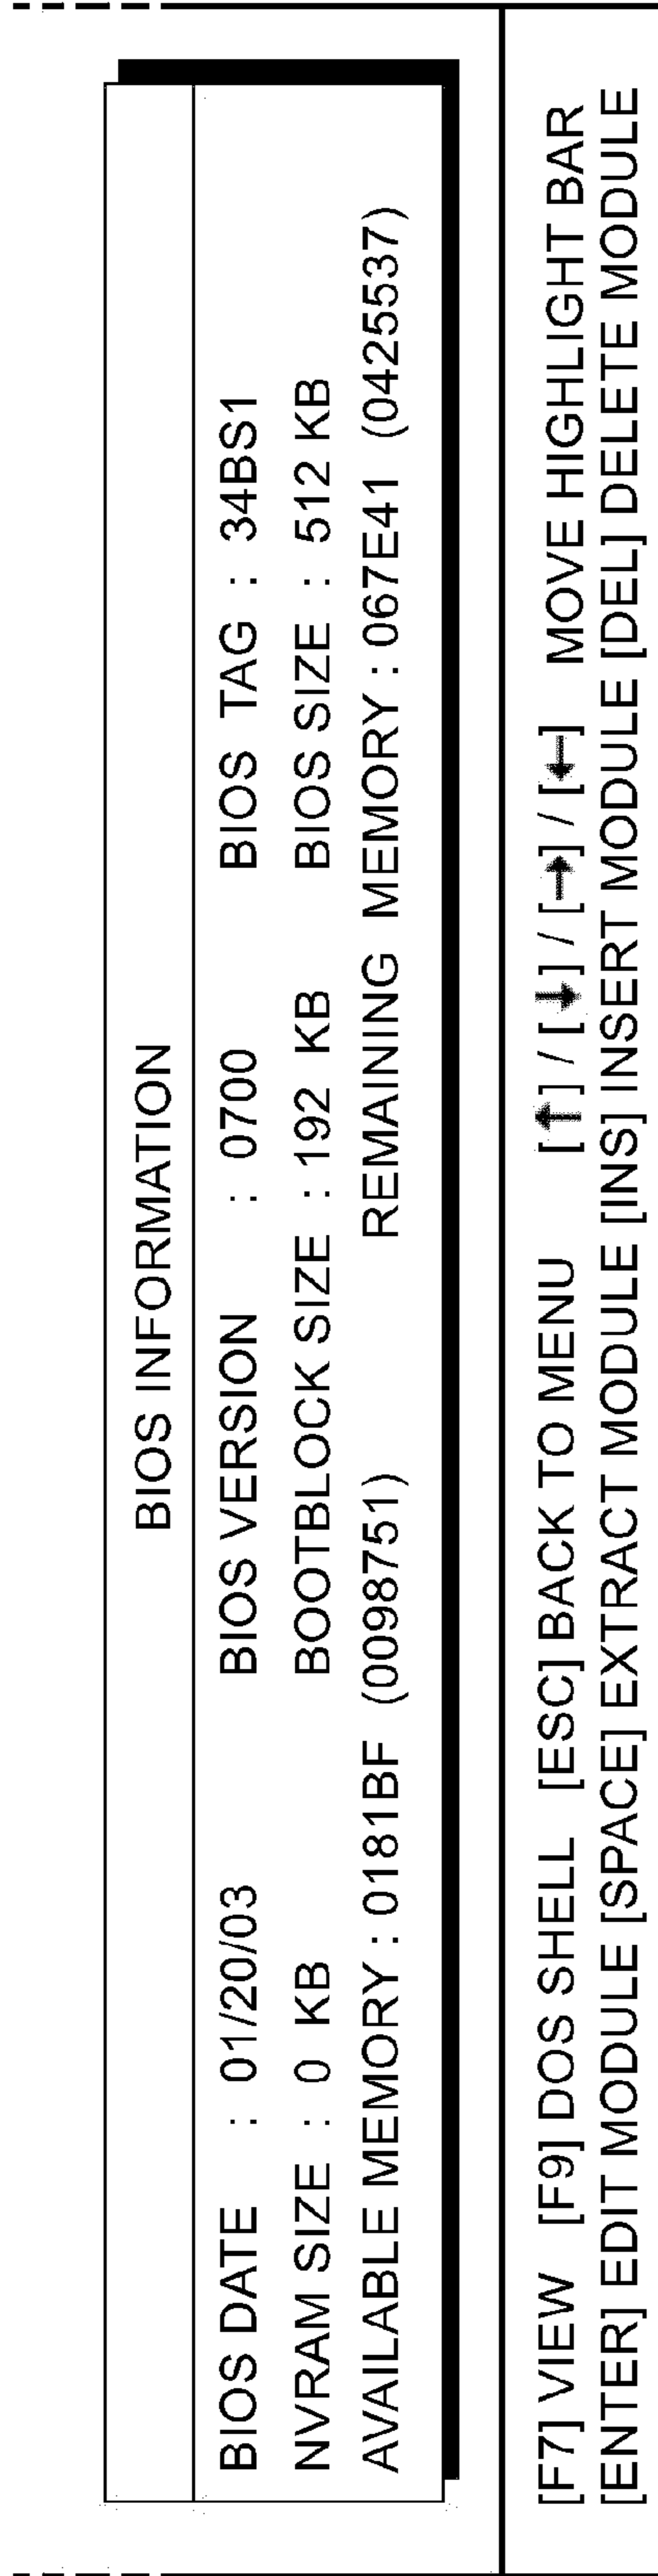 BIOS INFORMATION
BIOS DATE : 01/20/03 BIOS VERSION : 0700 BIOS TAG : 34BS1
NVRAM SIZE : 0 KB BOOTBLOCK SIZE : 192 KB BIOS SIZE : 512 KB
AVAILABLE MEMORY : 0181BF (0098751) REMAINING MEMORY : 067E41 (0425537)
[F7] VIEW [F9] DOS SHELL [ESC] BACK TO MENU [↑] / [↓] / [→] / [←] MOVE HIGHLIGHT BAR
[ENTER] EDIT MODULE [SPACE] EXTRACT MODULE [INS] INSERT MODULE [DEL] DELETE MODULE